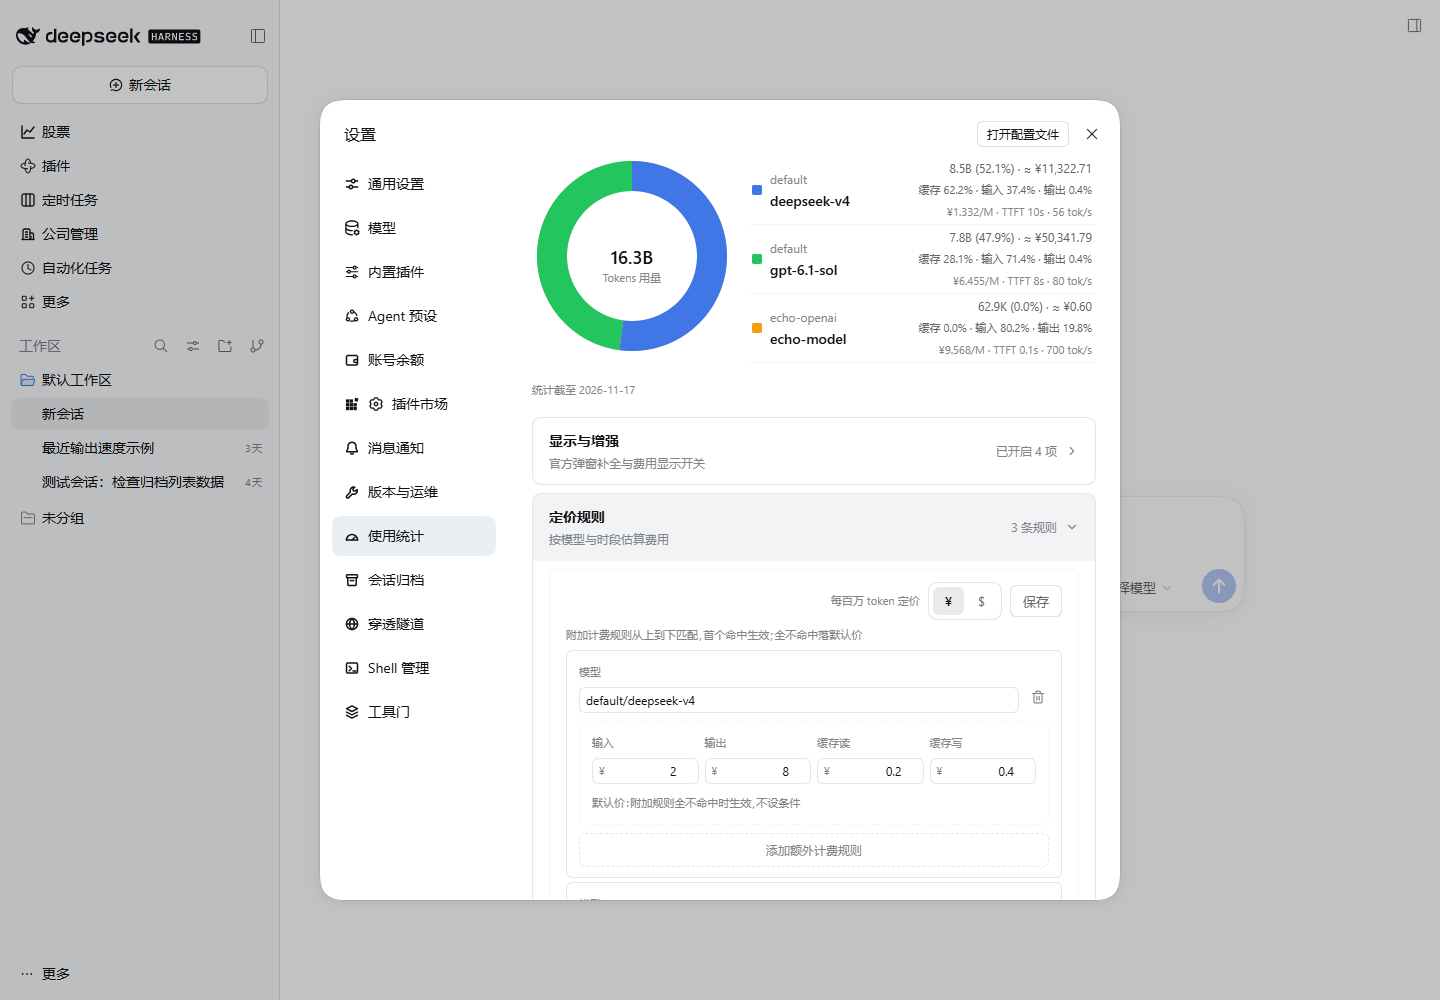 deepseek HARNESS
新会话
股票
插件
定时任务
公司管理
自动化任务
更多
工作区
默认工作区
新会话
最近输出速度示例 3天
测试会话：检查归档列表数据 4天
未分组
··· 更多
设置
打开配置文件
通用设置
模型
内置插件
Agent 预设
账号余额
插件市场
消息通知
版本与运维
使用统计
会话归档
穿透隧道
Shell 管理
工具门
16.3B
Tokens 用量
default
deepseek-v4
8.5B (52.1%) · ≈ ¥11,322.71
缓存 62.2% · 输入 37.4% · 输出 0.4%
¥1.332/M · TTFT 10s · 56 tok/s
default
gpt-6.1-sol
7.8B (47.9%) · ≈ ¥50,341.79
缓存 28.1% · 输入 71.4% · 输出 0.4%
¥6.455/M · TTFT 8s · 80 tok/s
echo-openai
echo-model
62.9K (0.0%) · ≈ ¥0.60
缓存 0.0% · 输入 80.2% · 输出 19.8%
¥9.568/M · TTFT 0.1s · 700 tok/s
统计截至 2026-11-17
显示与增强
官方弹窗补全与费用显示开关
已开启 4 项
定价规则
按模型与时段估算费用
3 条规则
每百万 token 定价
¥ $
保存
附加计费规则从上到下匹配,首个命中生效;全不命中落默认价
模型
default/deepseek-v4
输入 输出 缓存读 缓存写
¥ 2 ¥ 8 ¥ 0.2 ¥ 0.4
默认价:附加规则全不命中时生效,不设条件
添加额外计费规则
择模型